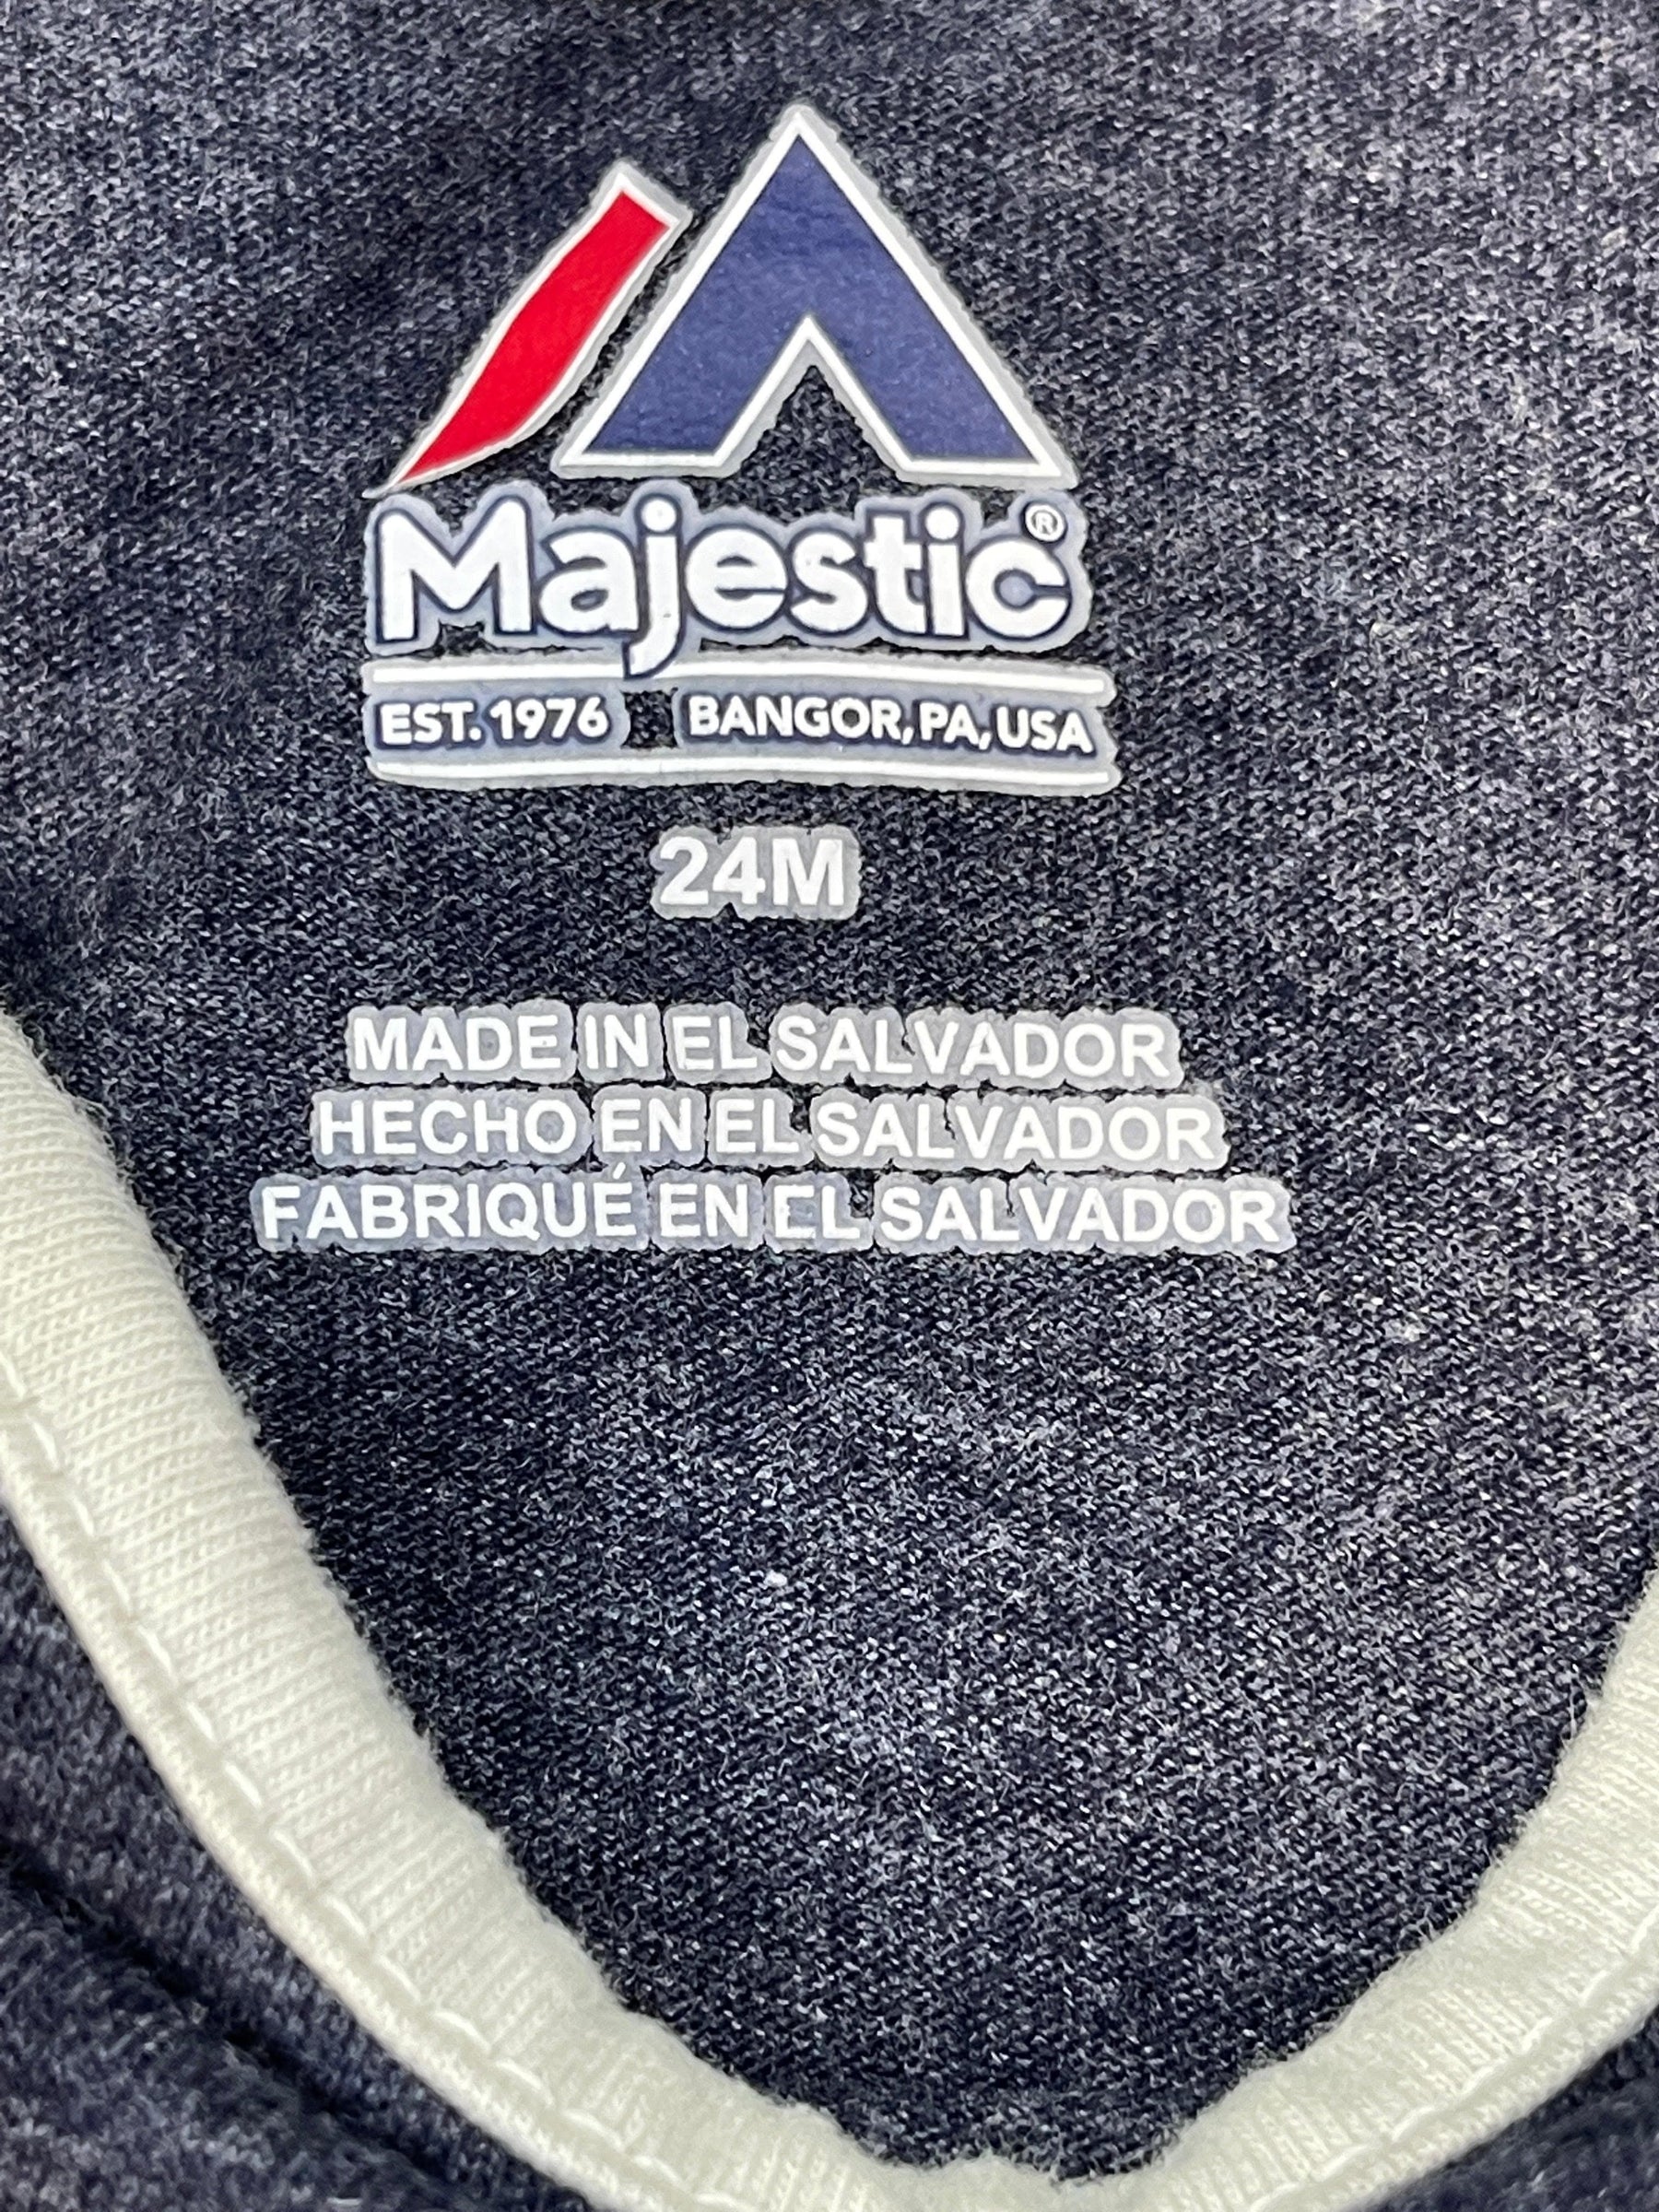 Majestic®
EST. 1976 BANGOR, PA, USA
24M
MADE IN EL SALVADOR
HECHO EN EL SALVADOR
FABRIQUÉ EN EL SALVADOR